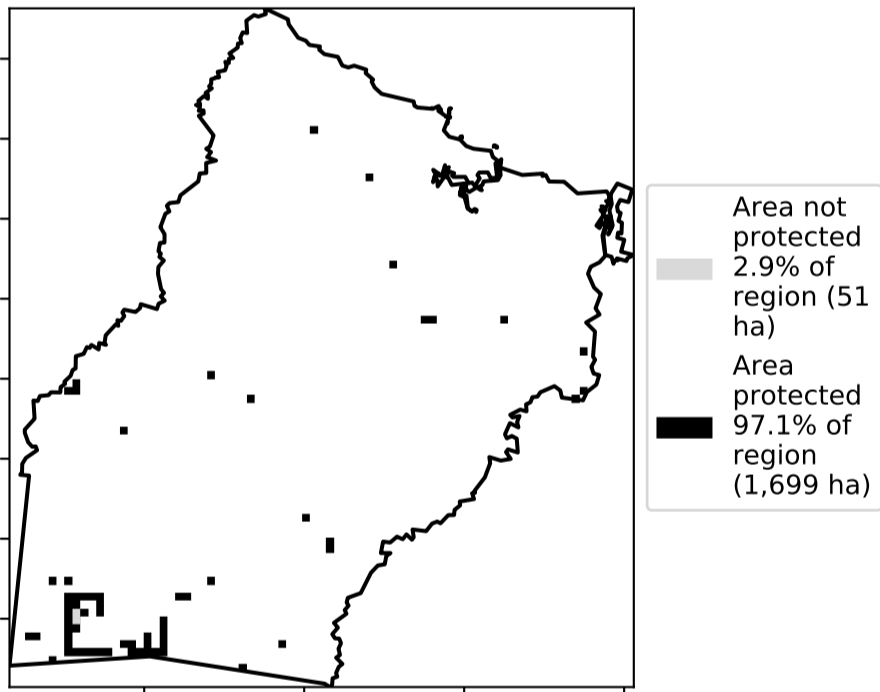 Area not
protected
2.9% of
region (51
ha)
Area
protected
97.1% of
region
(1,699 ha)